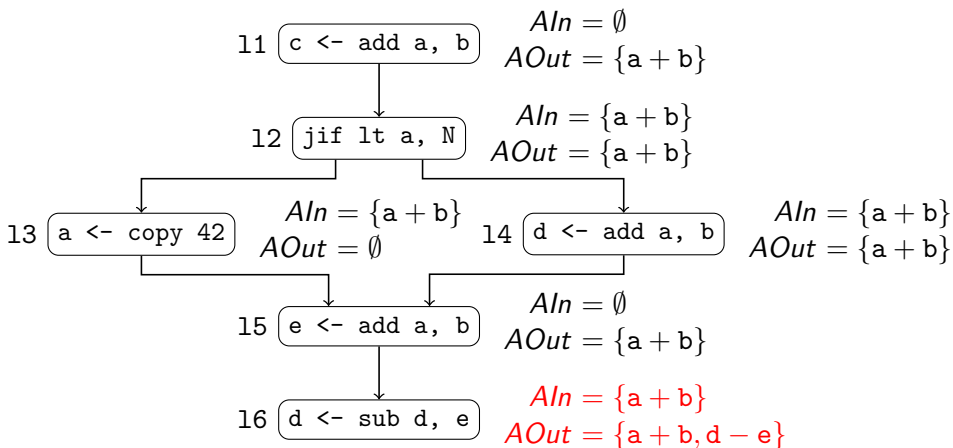 l1 c <- add a, b
AIn = ∅
AOut = {a + b}
l2 jif lt a, N
AIn = {a + b}
AOut = {a + b}
l3 a <- copy 42
AIn = {a + b}
AOut = ∅
l4 d <- add a, b
AIn = {a + b}
AOut = {a + b}
l5 e <- add a, b
AIn = ∅
AOut = {a + b}
l6 d <- sub d, e
AIn = {a + b}
AOut = {a + b, d − e}